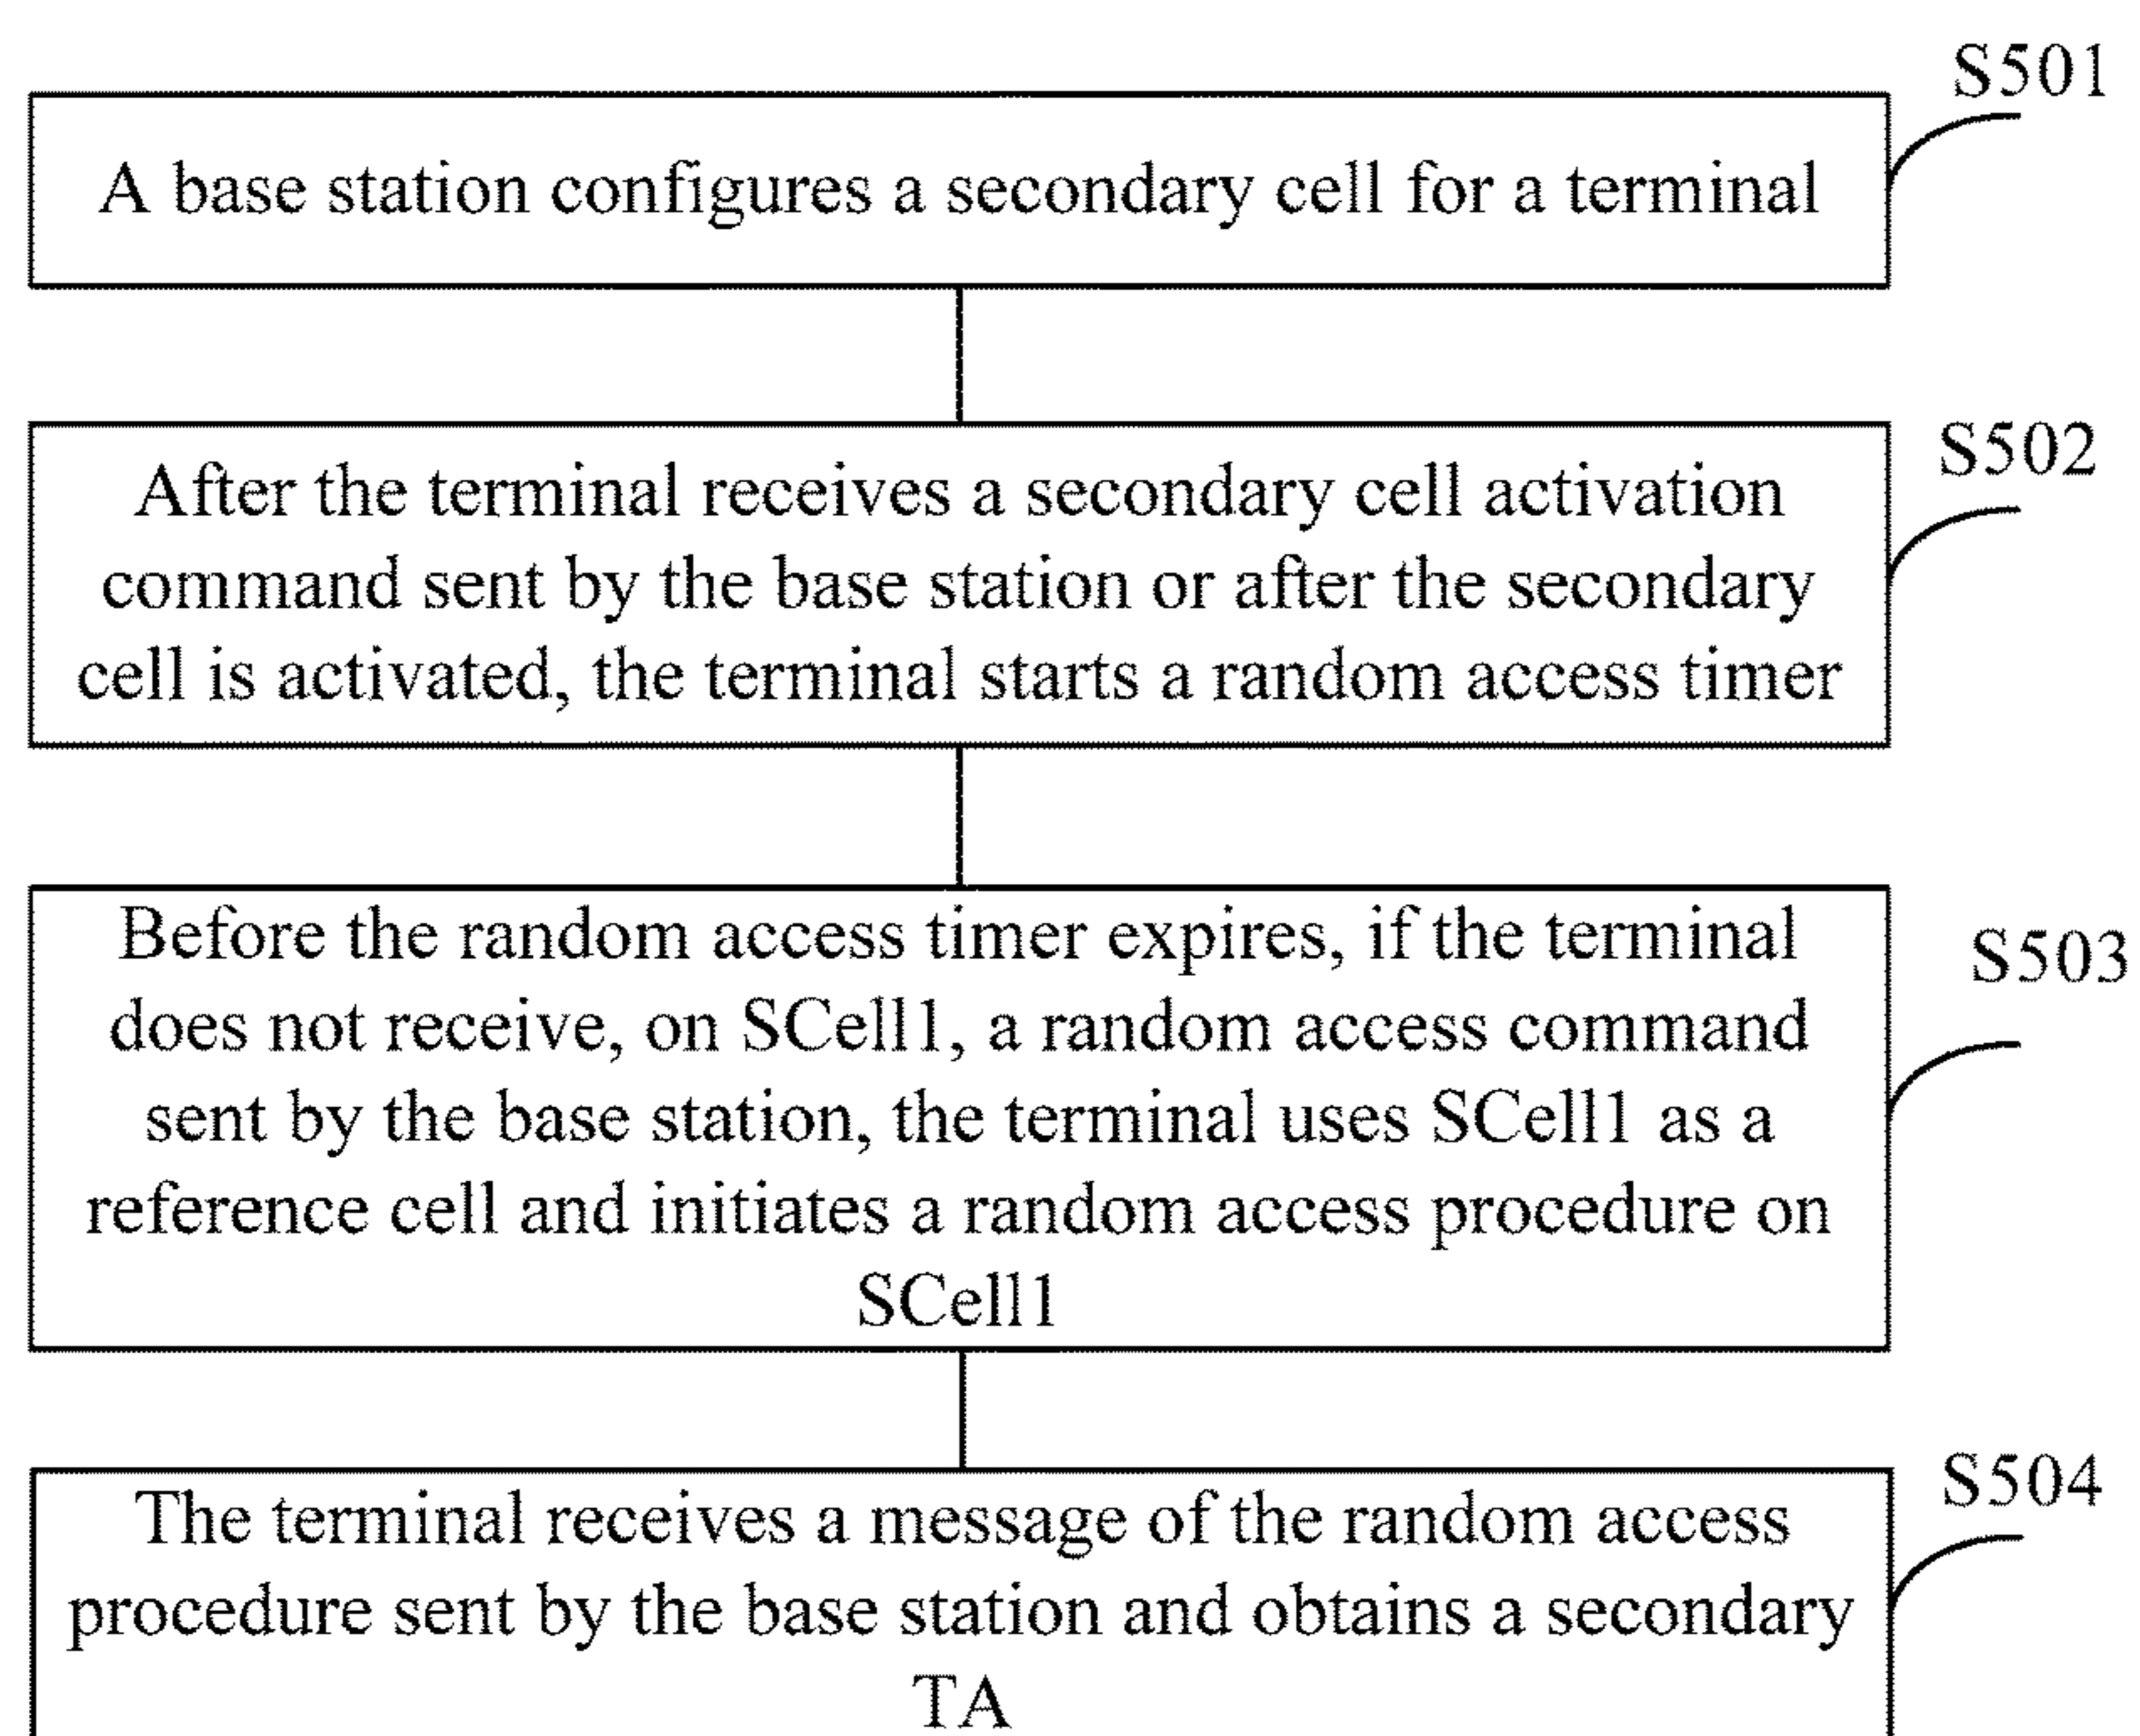 S501
A base station configures a secondary cell for a terminal
S502
After the terminal receives a secondary cell activation
command sent by the base station or after the secondary
cell is activated, the terminal starts a random access timer
Before the random access timer expires, if the terminal
S503
does not receive, on SCell1, a random access command
sent by the base station, the terminal uses SCell1 as a
reference cell and initiates a random access procedure on
SCell1
S504
The terminal receives a message of the random access
procedure sent by the base station and obtains a secondary
TA